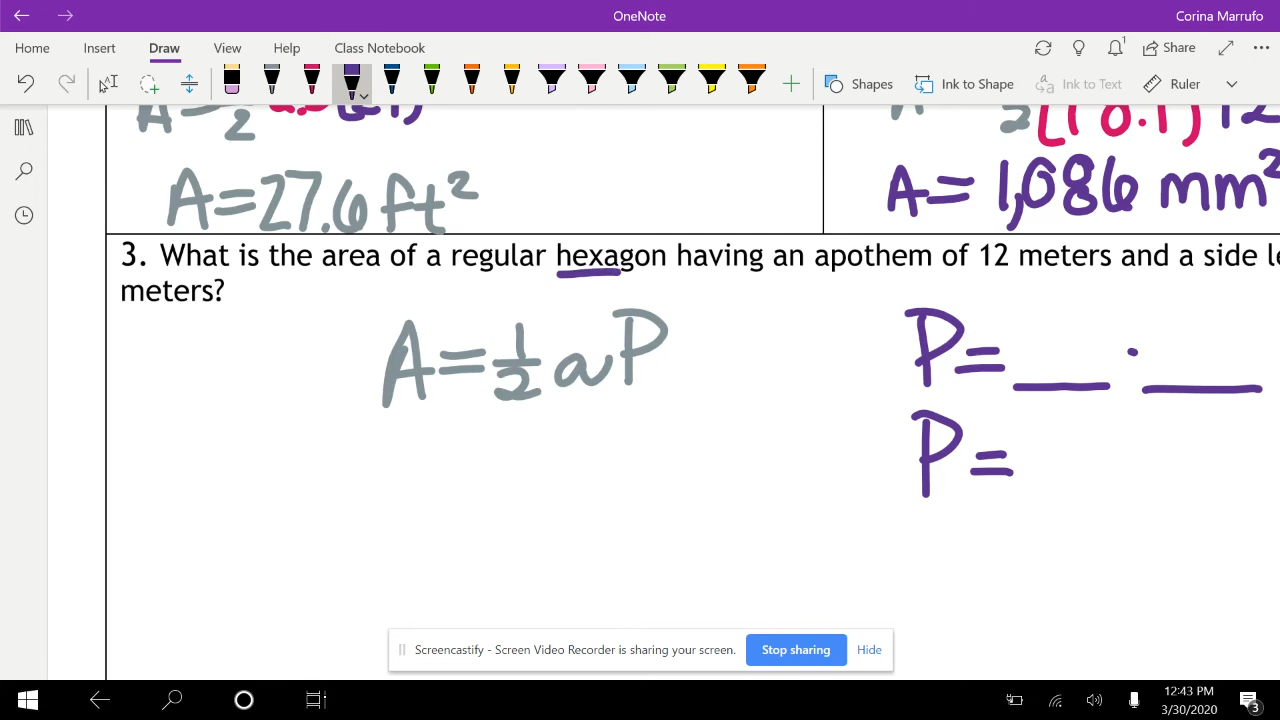 OneNote
Corina Marrufo
Home Insert Draw View Help Class Notebook
1 Share
Shapes Ink to Shape Ink to Text Ruler
A= 27.6 ft²
A= 1,086 mm²
3. What is the area of a regular hexagon having an apothem of 12 meters and a side le
meters?
A= 1/2 a P
P= ___ · ___
P=
Screencastify - Screen Video Recorder is sharing your screen. Stop sharing Hide
12:43 PM
3/30/2020
3